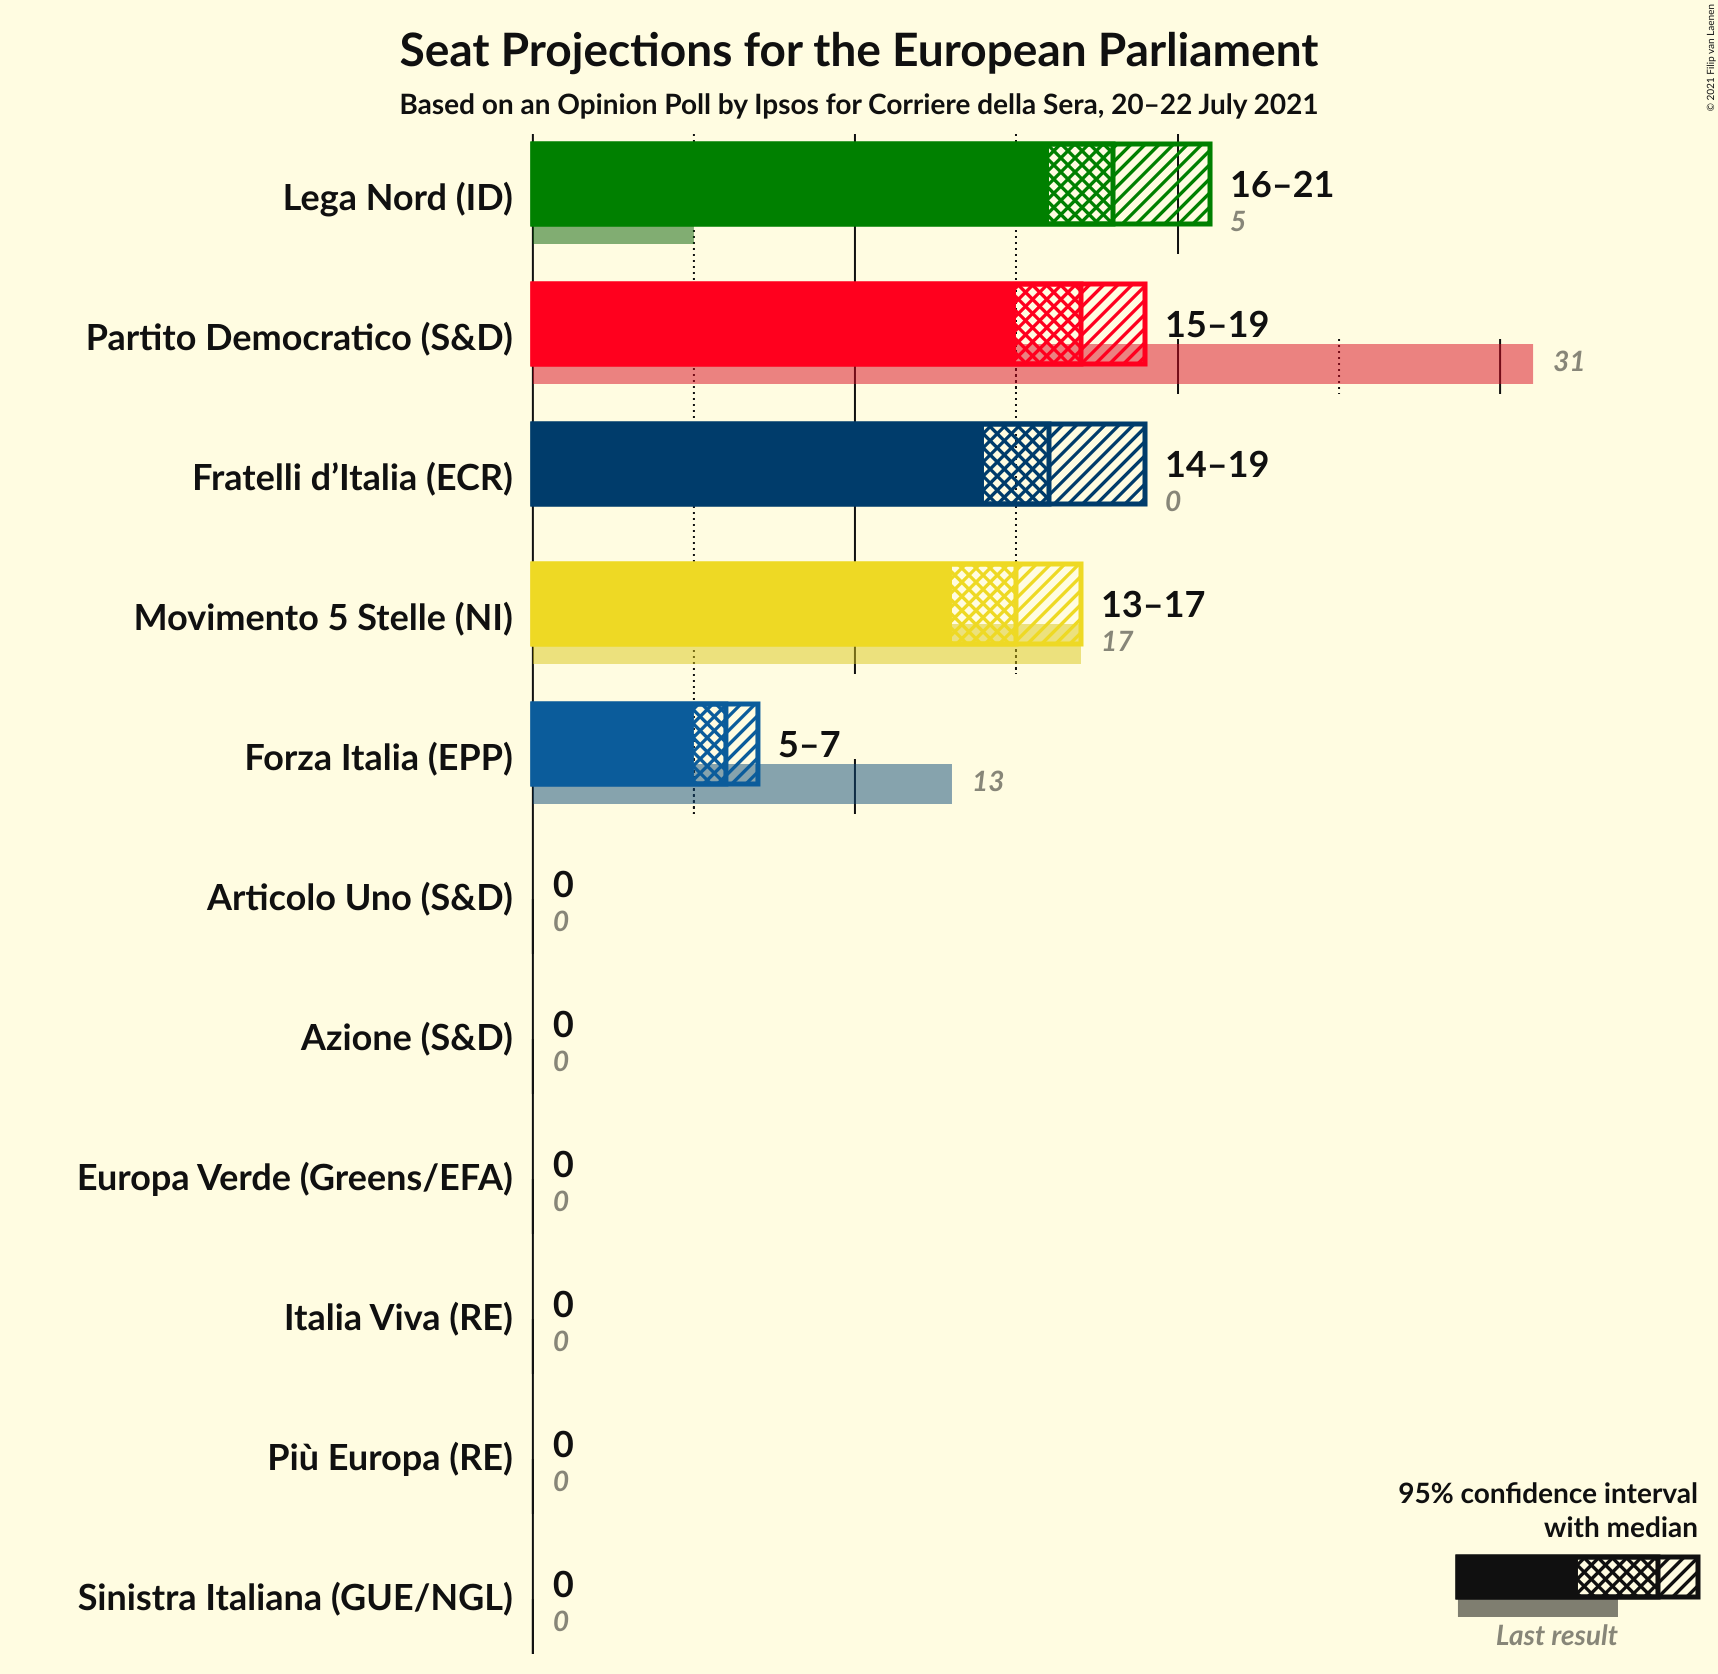 Seat Projections for the European Parliament
Based on an Opinion Poll by Ipsos for Corriere della Sera, 20–22 July 2021
© 2021 Filip van Laenen
Lega Nord (ID)
16–21
5
Partito Democratico (S&D)
15–19
31
Fratelli d’Italia (ECR)
14–19
0
Movimento 5 Stelle (NI)
13–17
17
Forza Italia (EPP)
5–7
13
Articolo Uno (S&D)
0
0
Azione (S&D)
0
0
Europa Verde (Greens/EFA)
0
0
Italia Viva (RE)
0
0
Più Europa (RE)
0
0
Sinistra Italiana (GUE/NGL)
0
0
95% confidence interval
with median
Last result